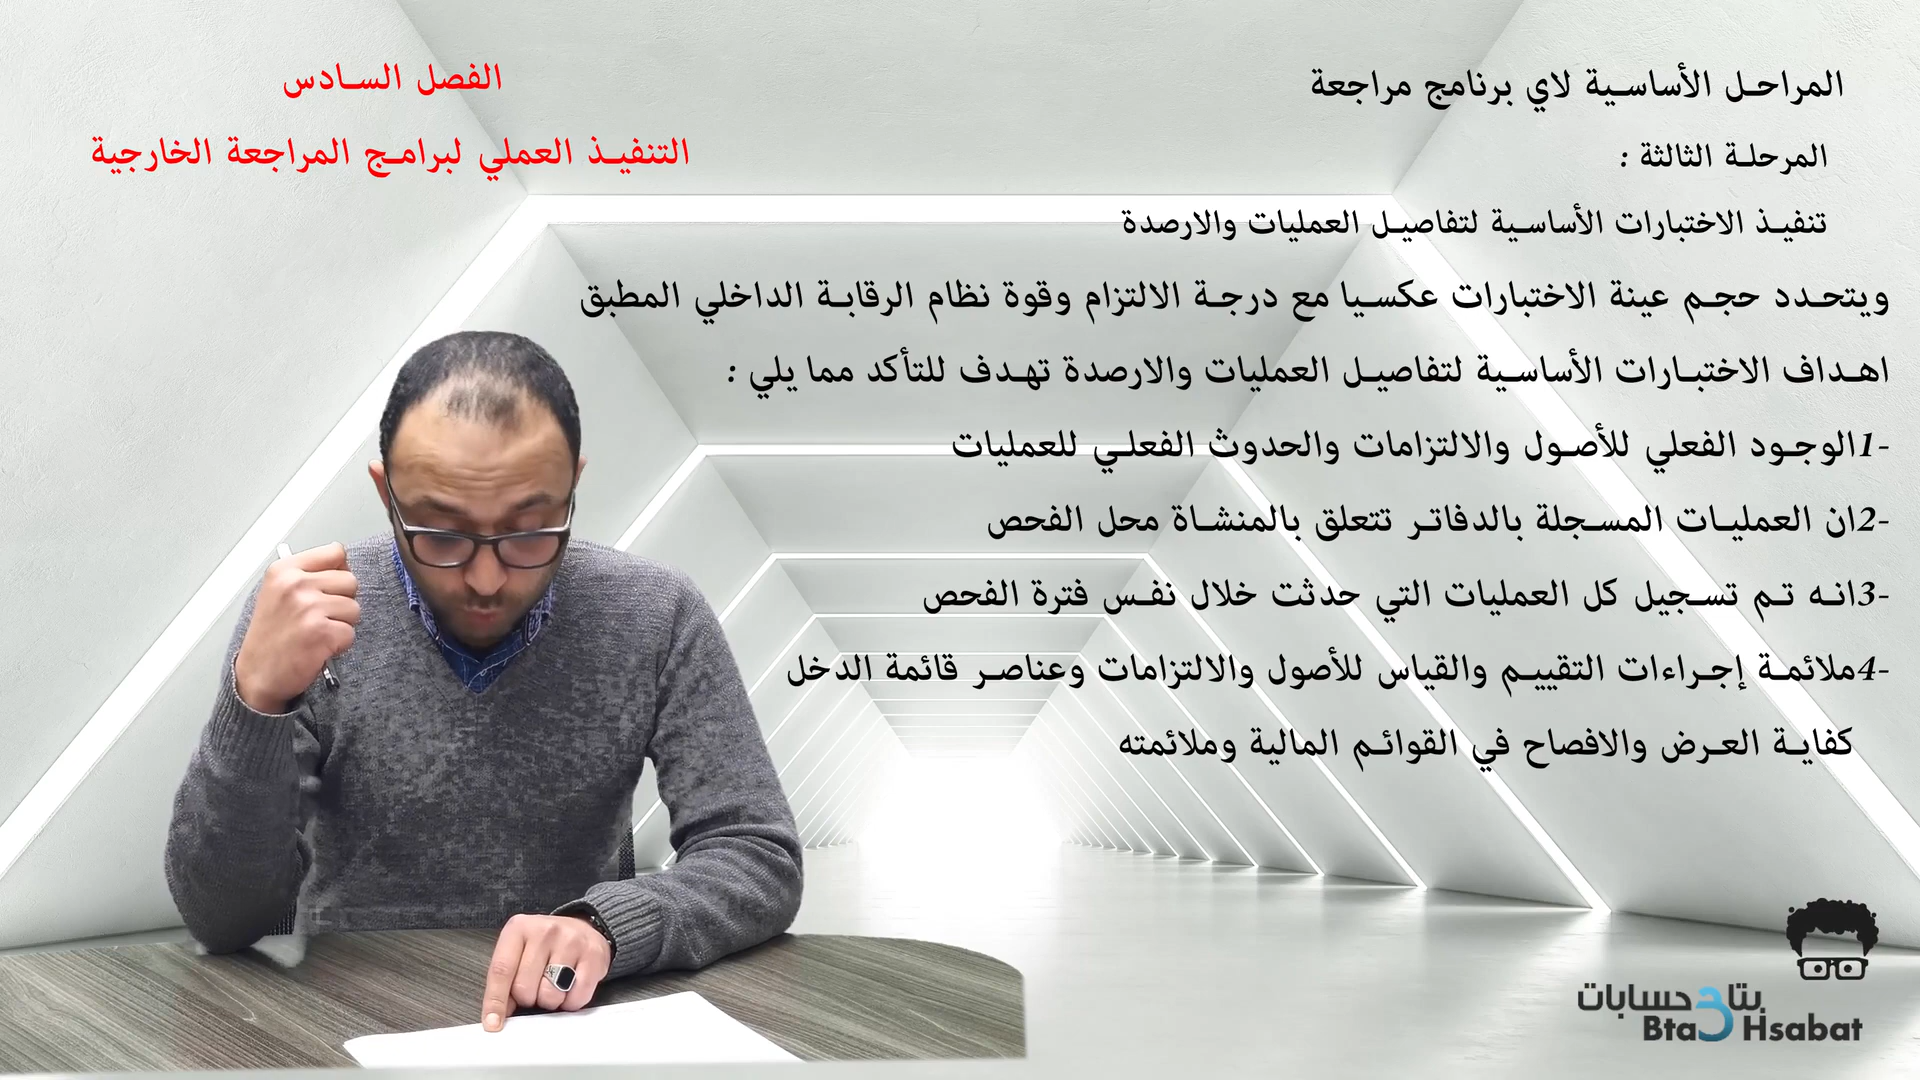 المراحل الأساسية لاي برنامج مراجعة
الفصل السادس
التنفيذ العملي لبرامج المراجعة الخارجية
المرحلة الثالثة :
تنفيذ الاختبارات الأساسية لتفاصيل العمليات والارصدة
ويتحدد حجم عينة الاختبارات عكسيا مع درجة الالتزام وقوة نظام الرقابة الداخلي المطبق
اهداف الاختبارات الأساسية لتفاصيل العمليات والارصدة تهدف للتأكد مما يلي :
-1الوجود الفعلي للأصول والالتزامات والحدوث الفعلي للعمليات
-2ان العمليات المسجلة بالدفاتر تتعلق بالمنشاة محل الفحص
-3انه تم تسجيل كل العمليات التي حدثت خلال نفس فترة الفحص
-4ملائمة إجراءات التقييم والقياس للأصول والالتزامات وعناصر قائمة الدخل
كفاية العرض والافصاح في القوائم المالية وملائمته
بتا3 حسابات
Bta3 Hsabat